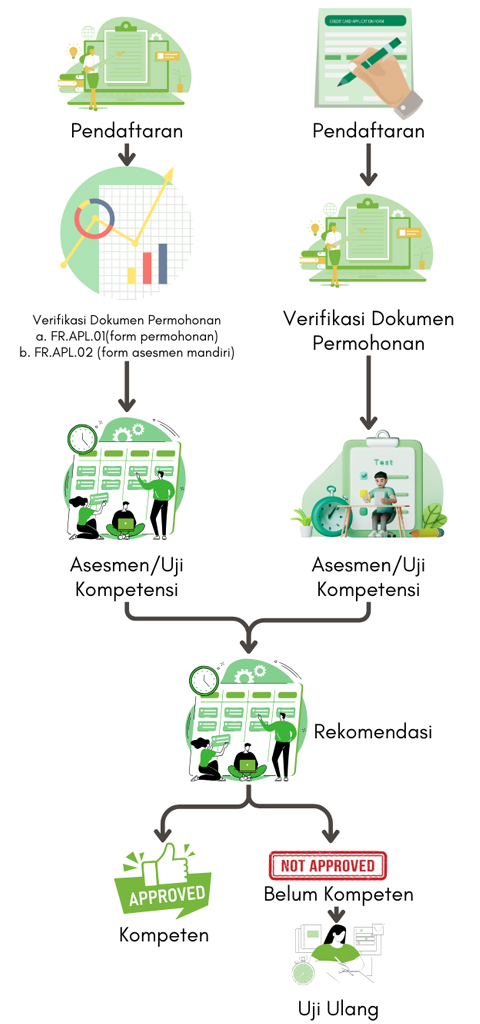 CREDIT CARD APPLICATION FORM
Pendaftaran
Pendaftaran
Verifikasi Dokumen Permohonan
a. FR.APL.01(form permohonan)
b. FR.APL.02 (form asesmen mandiri)
Verifikasi Dokumen
Permohonan
Test
Asesmen/Uji
Kompetensi
Asesmen/Uji
Kompetensi
Rekomendasi
APPROVED
Kompeten
NOT APPROVED
Belum Kompeten
Uji Ulang